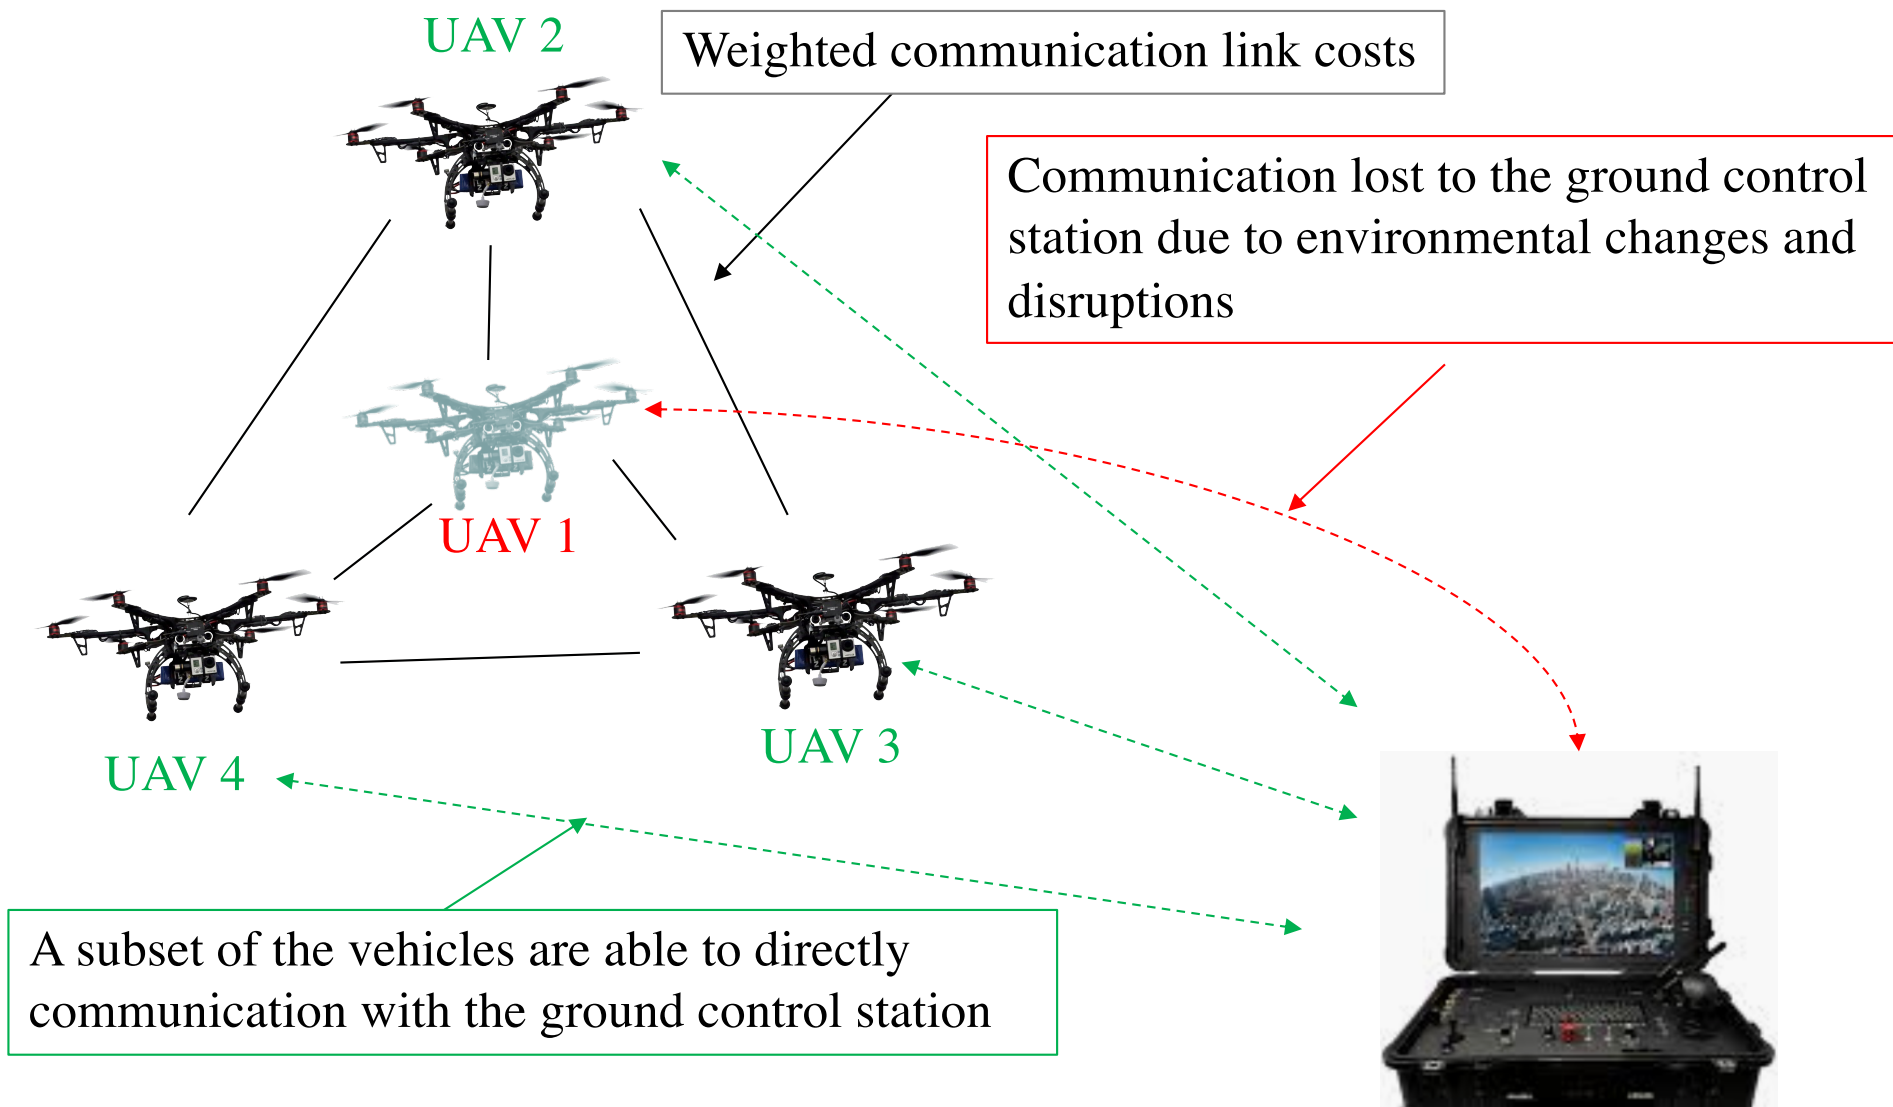 UAV 2
Weighted communication link costs
Communication lost to the ground control
station due to environmental changes and
disruptions
UAV 1
UAV 3
UAV 4
A subset of the vehicles are able to directly
communication with the ground control station